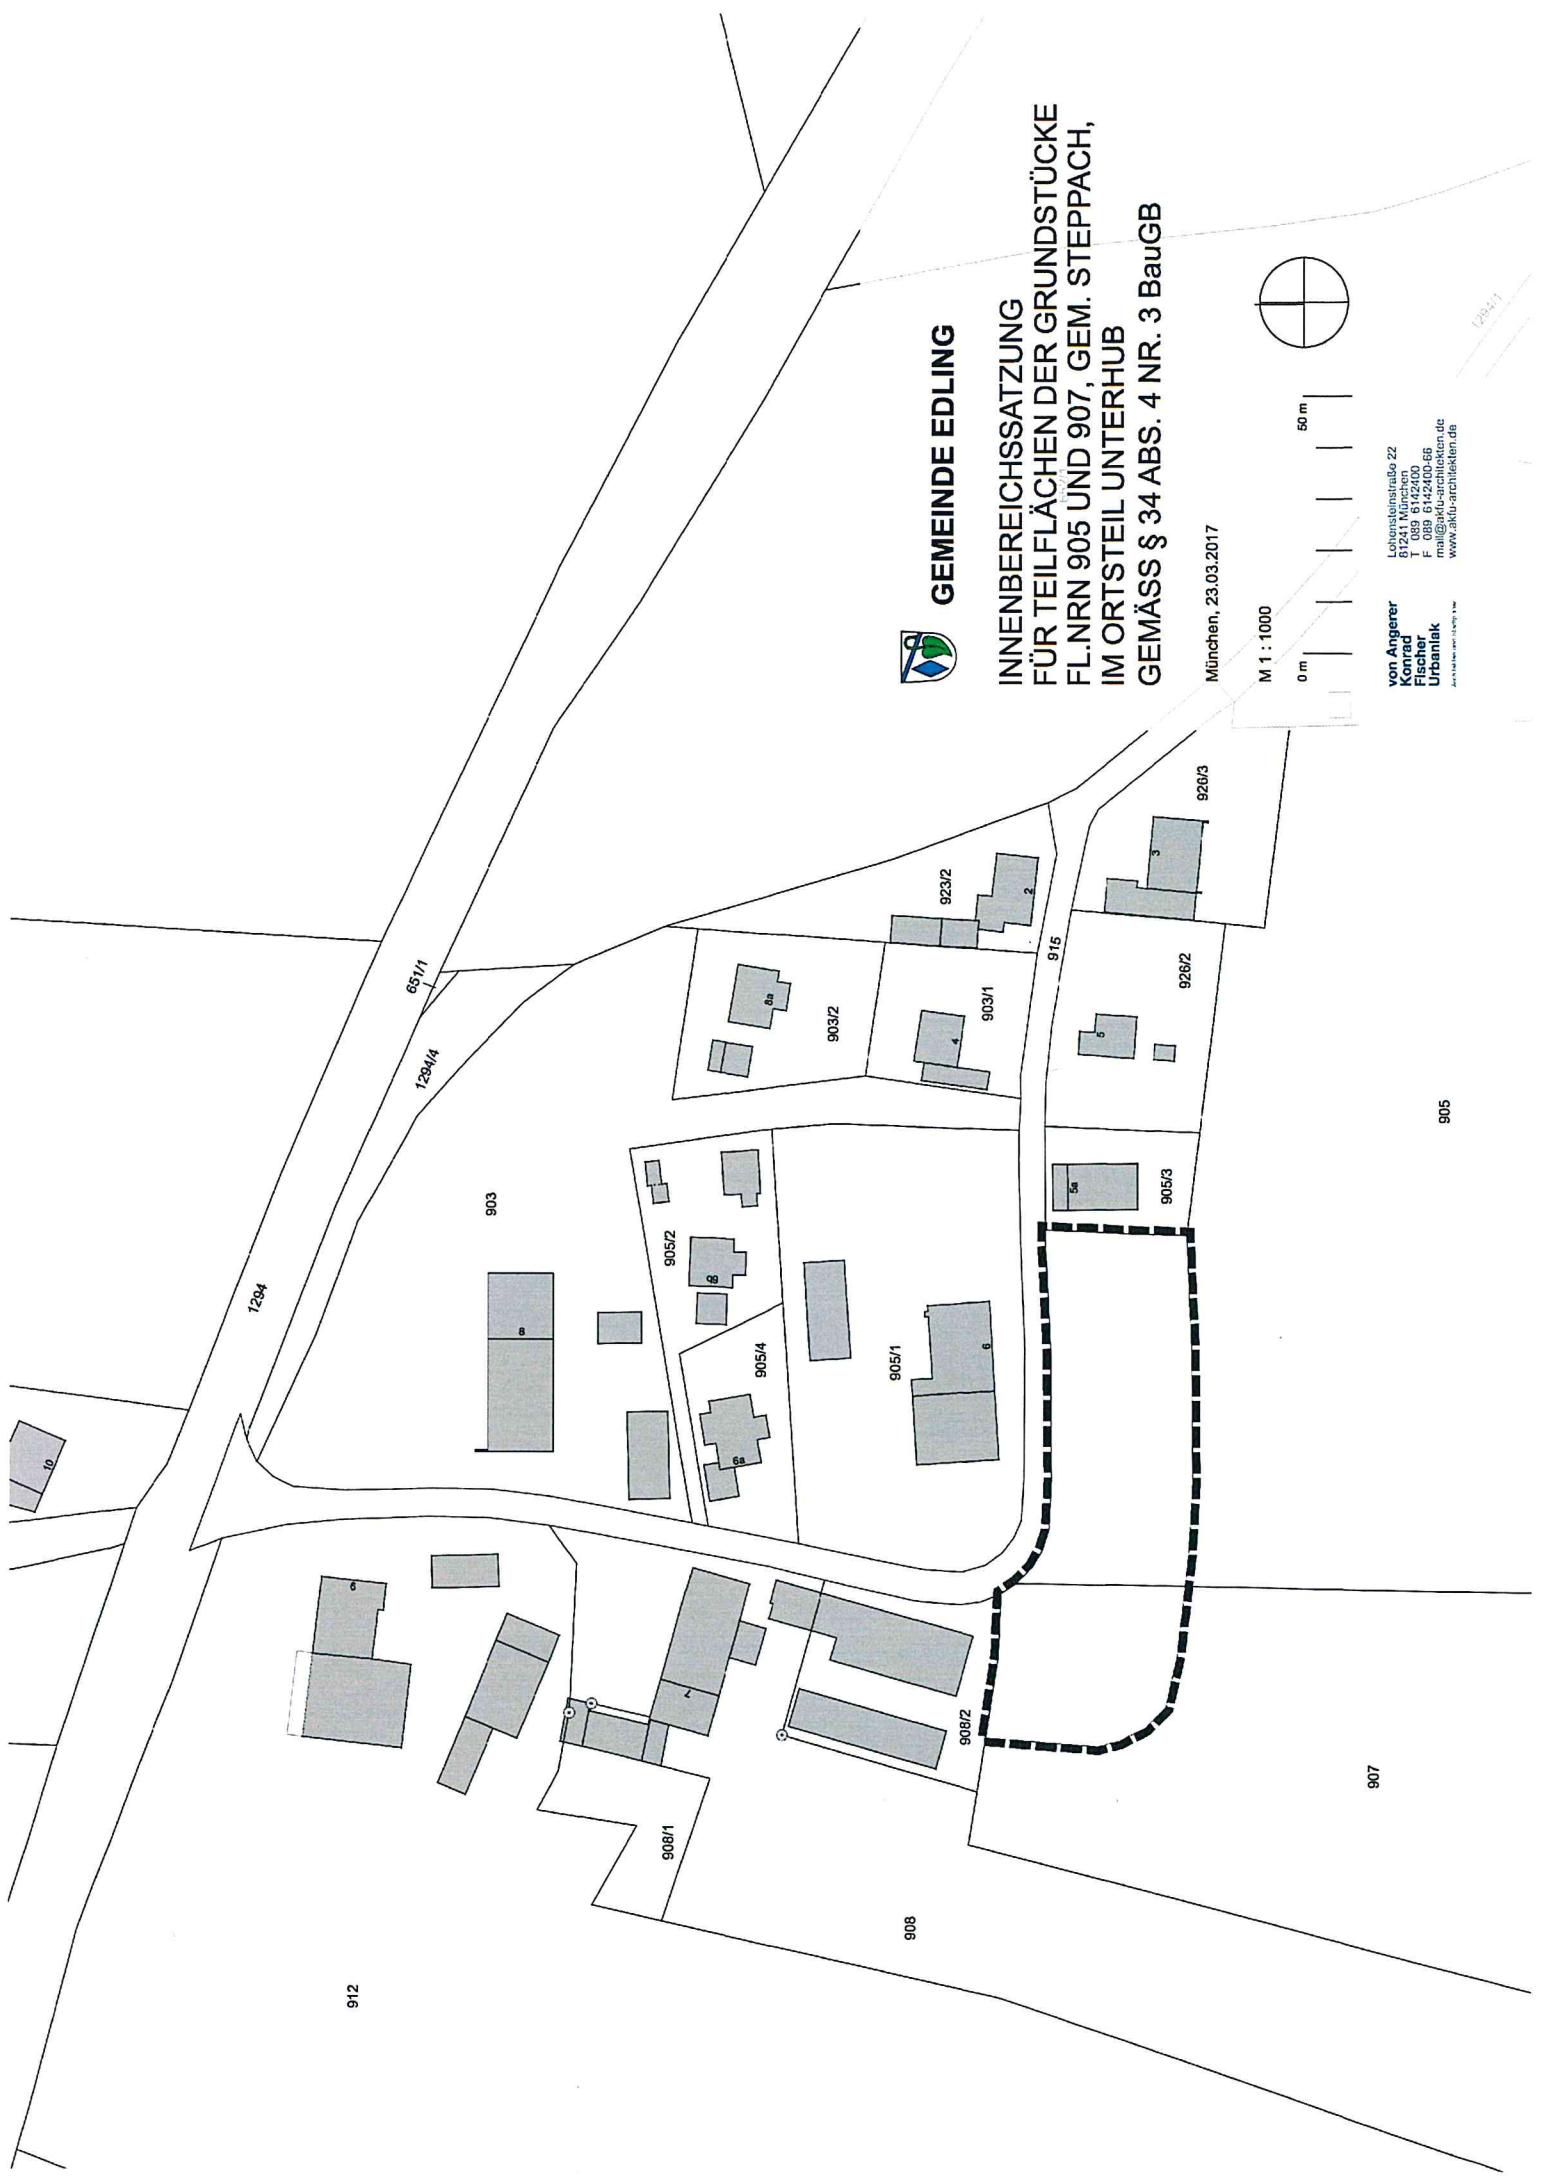 GEMEINDE EDLING
INNENBEREICHSSATZUNG
FÜR TEILFLÄCHEN DER GRUNDSTÜCKE
FL.NRN 905 UND 907, GEM. STEPPACH,
IM ORTSTEIL UNTERHUB
GEMÄSS § 34 ABS. 4 NR. 3 BauGB
München, 23.03.2017
M 1 : 1000
0 m
50 m
von Angerer
Konrad
Fischer
Urbaniak
Lohensteinstraße 22
81241 München
T 089 6142400
F 089 6142400-66
mail@akfu-architekten.de
www.akfu-architekten.de
1294/1
10
1294
651/1
1294/4
903
8
905/2
905/4
6a
905/1
6
903/2
8a
903/1
4
923/2
2
915
926/3
3
926/2
5
905/3
5a
905
7
908/1
908/2
908
907
912